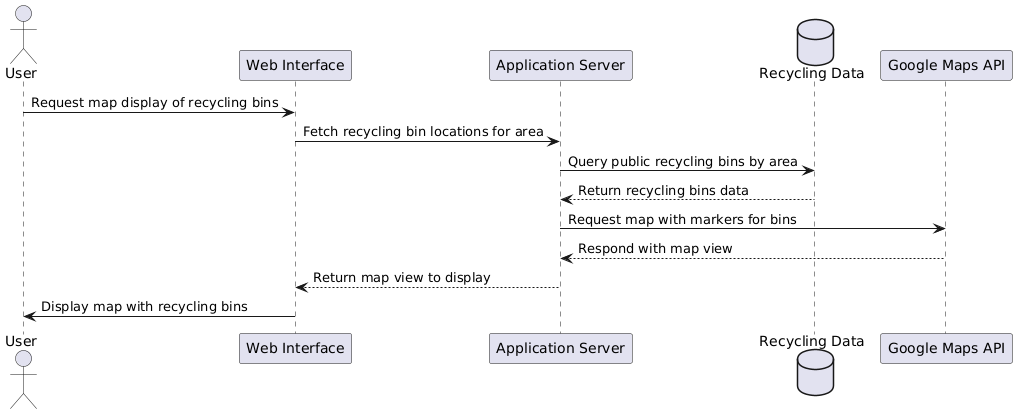 User
Web Interface
Application Server
Recycling Data
Google Maps API
Request map display of recycling bins
Fetch recycling bin locations for area
Query public recycling bins by area
Return recycling bins data
Request map with markers for bins
Respond with map view
Return map view to display
Display map with recycling bins
User
Web Interface
Application Server
Recycling Data
Google Maps API